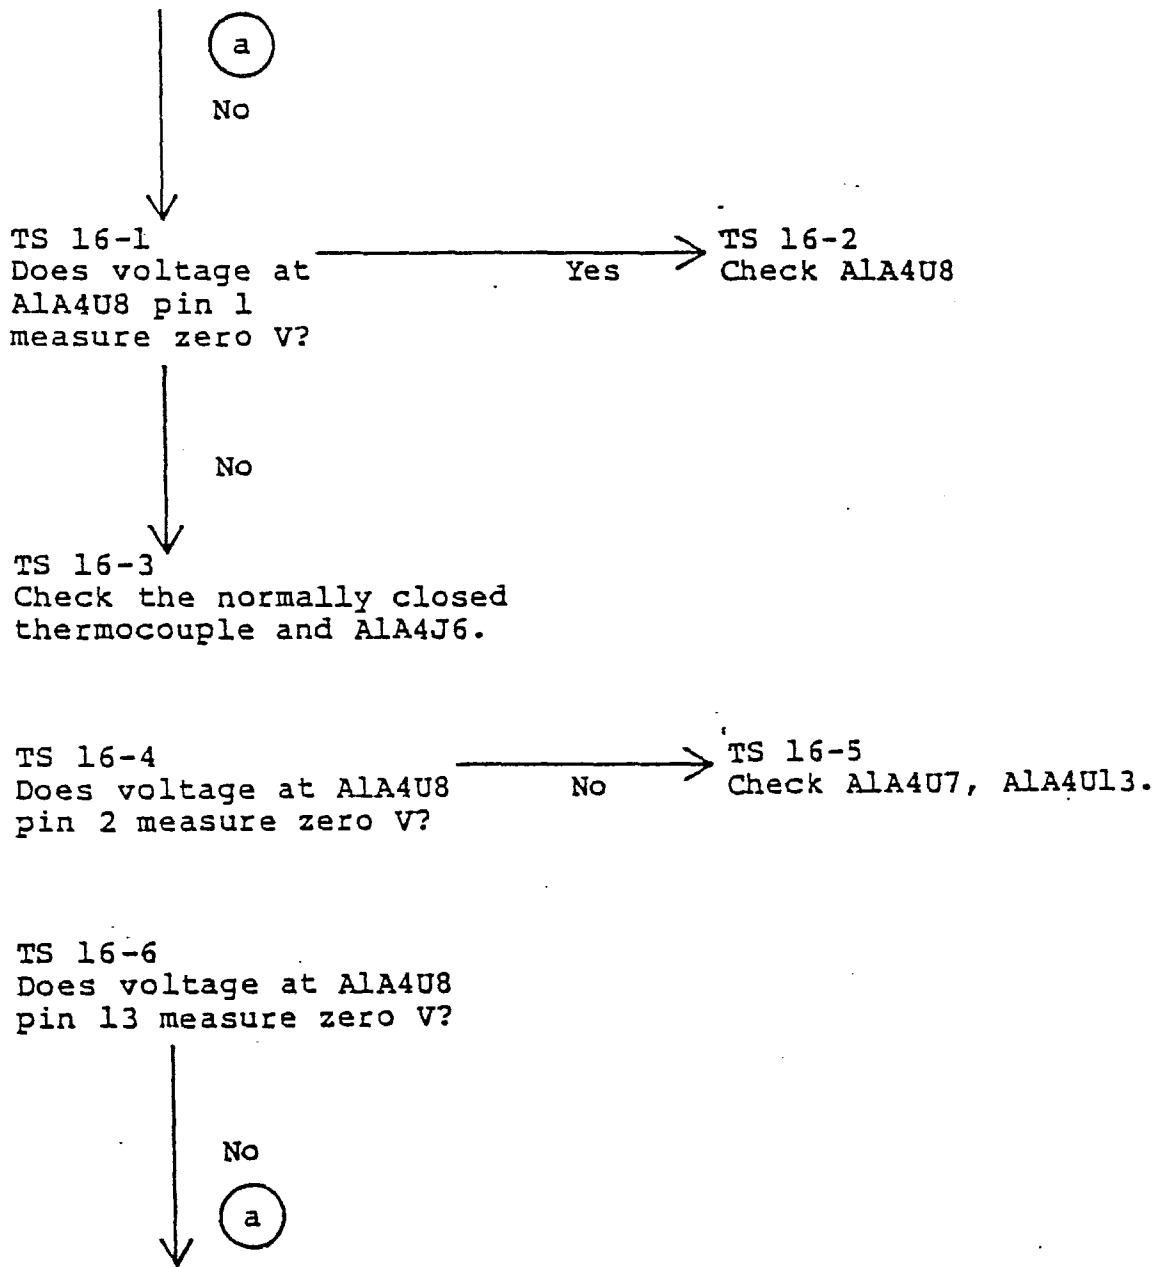 a
No
TS 16-1
Does voltage at
A1A4U8 pin 1
measure zero V?
Yes
TS 16-2
Check A1A4U8
No
TS 16-3
Check the normally closed
thermocouple and A1A4J6.
TS 16-4
Does voltage at A1A4U8
pin 2 measure zero V?
No
TS 16-5
Check A1A4U7, A1A4U13.
TS 16-6
Does voltage at A1A4U8
pin 13 measure zero V?
No
a